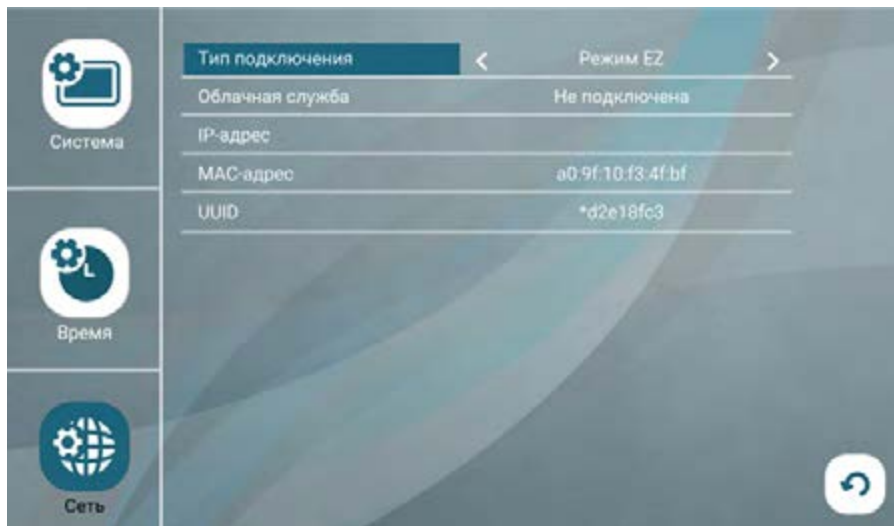 Система
Время
Сеть
Тип подключения < Режим EZ >
Облачная служба Не подключена
IP-адрес
MAC-адрес a0:9f:10:f3:4f:bf
UUID *d2e18fc3